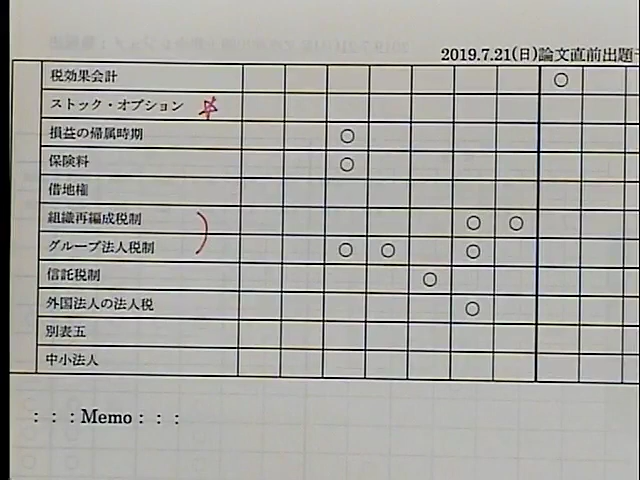 2019.7.21(日)論文直前出題
税効果会計 ○
ストック・オプション ☆
損益の帰属時期 ○
保険料 ○
借地権
組織再編成税制 ○ ○
グループ法人税制 ○ ○ ○
信託税制 ○
外国法人の法人税 ○
別表五
中小法人
: : : Memo : : :